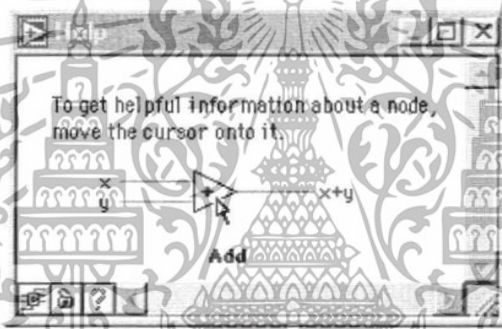 Help
To get helpful information about a node,
move the cursor onto it.
x
y
x+y
Add